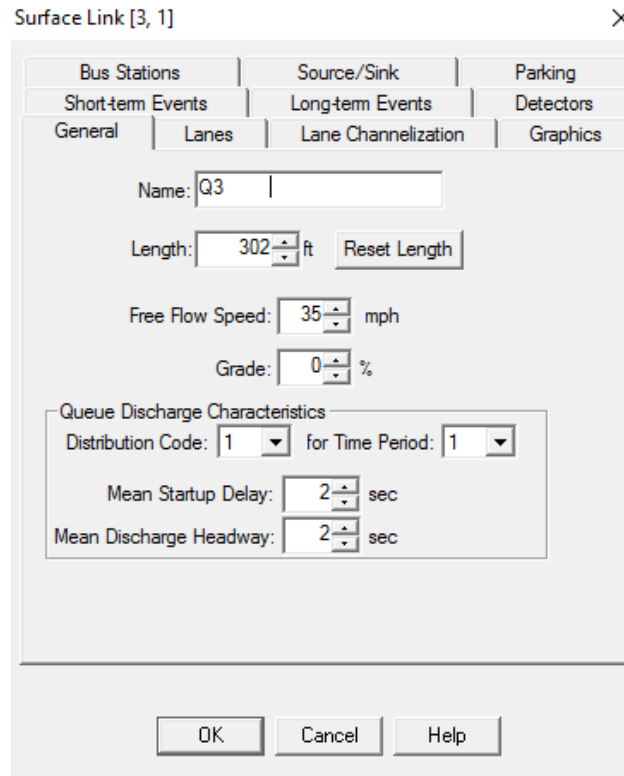 Surface Link [3, 1]
Bus Stations Source/Sink Parking
Short-term Events Long-term Events Detectors
General Lanes Lane Channelization Graphics
Name: Q3
Length: 302 ft Reset Length
Free Flow Speed: 35 mph
Grade: 0 %
Queue Discharge Characteristics
Distribution Code: 1 for Time Period: 1
Mean Startup Delay: 2 sec
Mean Discharge Headway: 2 sec
OK Cancel Help